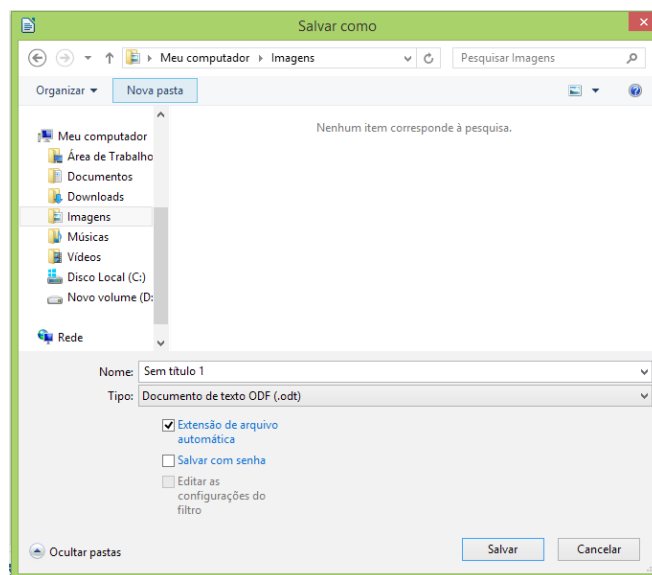 Salvar como
Meu computador Imagens Pesquisar Imagens
Organizar Nova pasta
Nenhum item corresponde à pesquisa.
Meu computador
Área de Trabalho
Documentos
Downloads
Imagens
Músicas
Vídeos
Disco Local (C:)
Novo volume (D:
Rede
Nome: Sem título 1
Tipo: Documento de texto ODF (.odt)
Extensão de arquivo
automática
Salvar com senha
Editar as
configurações do
filtro
Ocultar pastas Salvar Cancelar